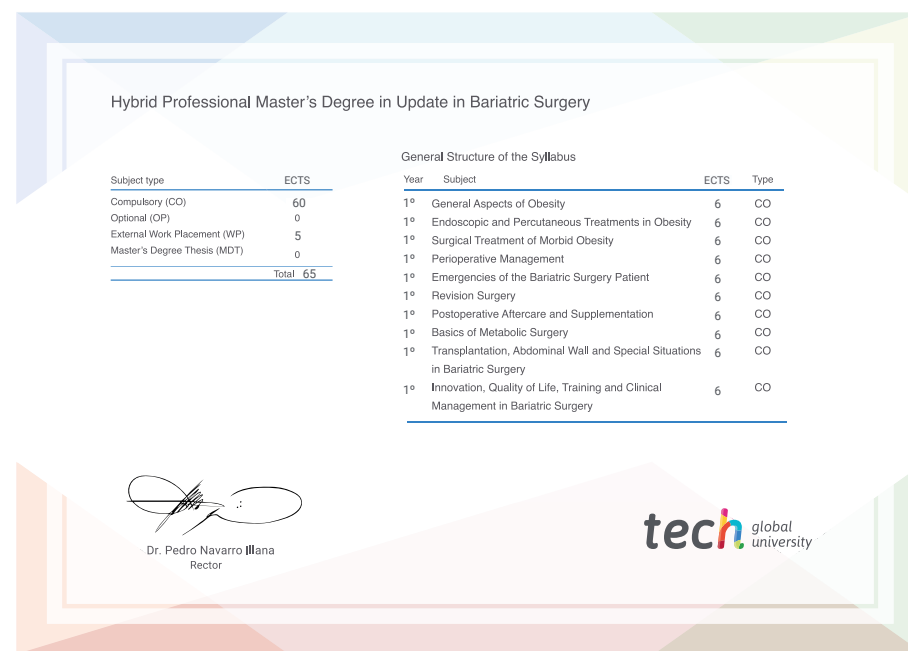 Hybrid Professional Master's Degree in Update in Bariatric Surgery
Subject type ECTS
Compulsory (CO) 60
Optional (OP) 0
External Work Placement (WP) 5
Master's Degree Thesis (MDT) 0
Total 65
General Structure of the Syllabus
Year Subject ECTS Type
1º General Aspects of Obesity 6 CO
1º Endoscopic and Percutaneous Treatments in Obesity 6 CO
1º Surgical Treatment of Morbid Obesity 6 CO
1º Perioperative Management 6 CO
1º Emergencies of the Bariatric Surgery Patient 6 CO
1º Revision Surgery 6 CO
1º Postoperative Aftercare and Supplementation 6 CO
1º Basics of Metabolic Surgery 6 CO
1º Transplantation, Abdominal Wall and Special Situations 6 CO
in Bariatric Surgery
1º Innovation, Quality of Life, Training and Clinical 6 CO
Management in Bariatric Surgery
Dr. Pedro Navarro Illana
Rector
tech global
university